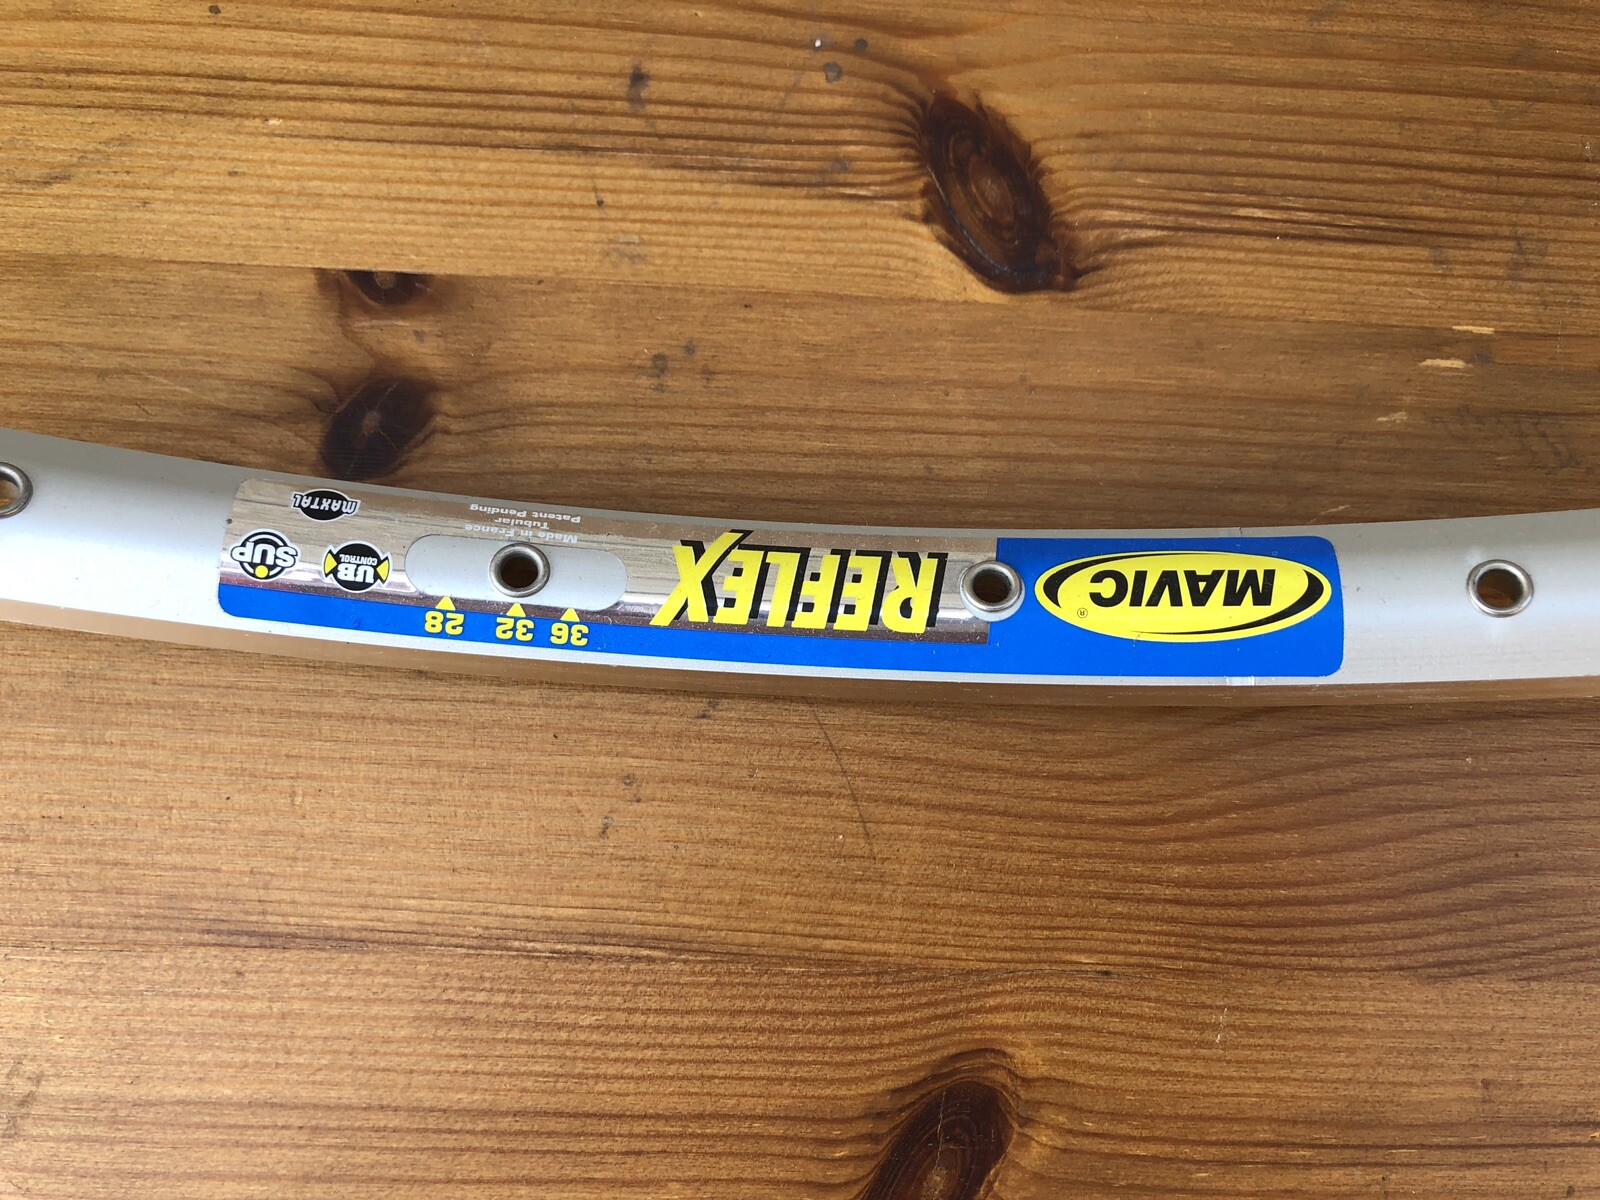 MAVIC®
REFLEX
36 32 28
Made in France
Tubular
Patent Pending
UB
CONTROL
SUP
MAXTAL